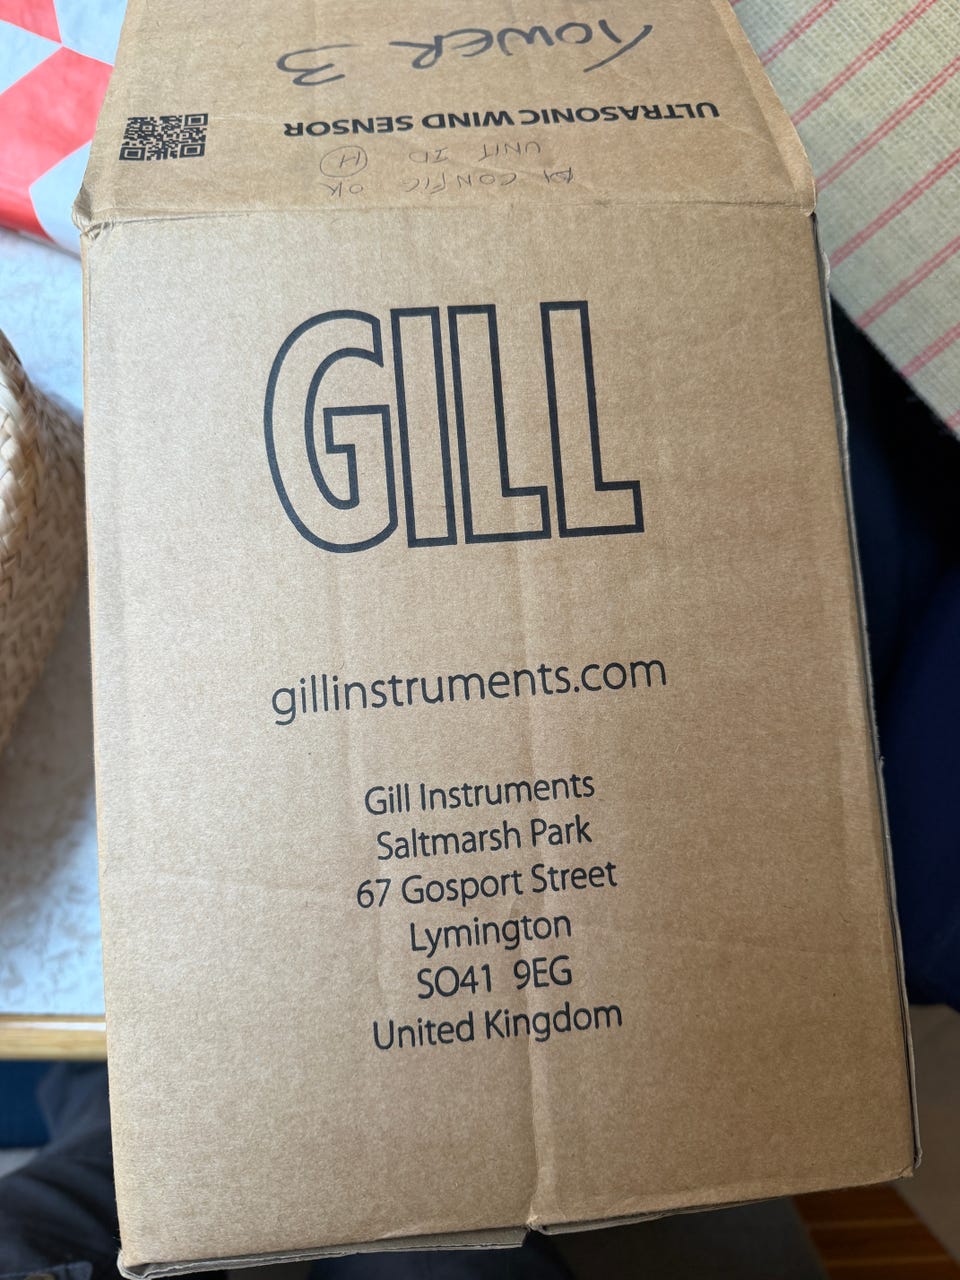 TOWER 3
ULTRASONIC WIND SENSOR
UNIT ID H
CONFIG OK
GILL
gillinstruments.com
Gill Instruments
Saltmarsh Park
67 Gosport Street
Lymington
SO41 9EG
United Kingdom